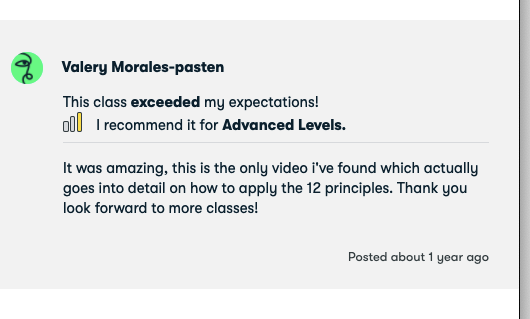 Valery Morales-pasten
This class exceeded my expectations!
I recommend it for Advanced Levels.
It was amazing, this is the only video i've found which actually
goes into detail on how to apply the 12 principles. Thank you
look forward to more classes!
Posted about 1 year ago